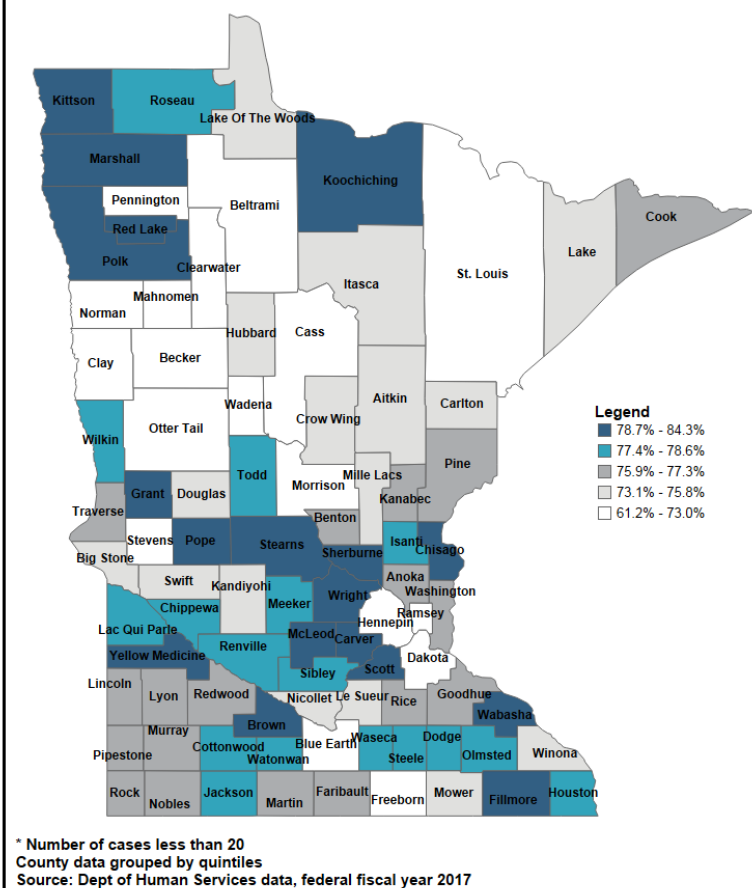 Kittson
Roseau
Lake Of The Woods
Marshall
Koochiching
Pennington
Beltrami
Cook
Red Lake
St. Louis
Lake
Polk
Clearwater
Itasca
Mahnomen
Norman
Hubbard
Cass
Clay
Becker
Aitkin
Wadena
Carlton
Crow Wing
Otter Tail
Wilkin
Legend
78.7% - 84.3%
77.4% - 78.6%
75.9% - 77.3%
73.1% - 75.8%
61.2% - 73.0%
Pine
Todd
Mille Lacs
Morrison
Grant
Douglas
Kanabec
Traverse
Benton
Stevens
Pope
Stearns
Isanti
Chisago
Sherburne
Big Stone
Swift
Kandiyohi
Anoka
Washington
Wright
Meeker
Chippewa
Ramsey
Hennepin
Lac Qui Parle
McLeod
Carver
Renville
Yellow Medicine
Dakota
Scott
Sibley
Lincoln
Lyon
Redwood
Nicollet
Le Sueur
Rice
Goodhue
Wabasha
Brown
Murray
Blue Earth
Waseca
Dodge
Cottonwood
Pipestone
Watonwan
Steele
Olmsted
Winona
Rock
Nobles
Jackson
Martin
Faribault
Freeborn
Mower
Fillmore
Houston
* Number of cases less than 20
County data grouped by quintiles
Source: Dept of Human Services data, federal fiscal year 2017